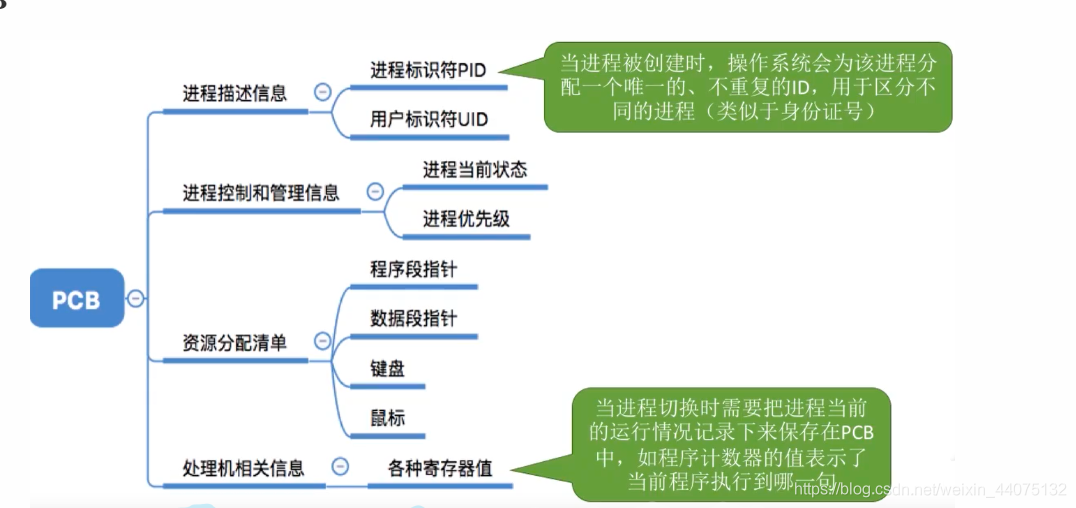 进程描述信息
进程标识符PID
用户标识符UID
当进程被创建时，操作系统会为该进程分
配一个唯一的、不重复的ID，用于区分不
同的进程（类似于身份证号）
进程控制和管理信息
进程当前状态
进程优先级
PCB
资源分配清单
程序段指针
数据段指针
键盘
鼠标
处理机相关信息
各种寄存器值
当进程切换时需要把进程当前
的运行情况记录下来保存在PCB
中，如程序计数器的值表示了
当前程序执行到哪一句
https://blog.csdn.net/weixin_44075132